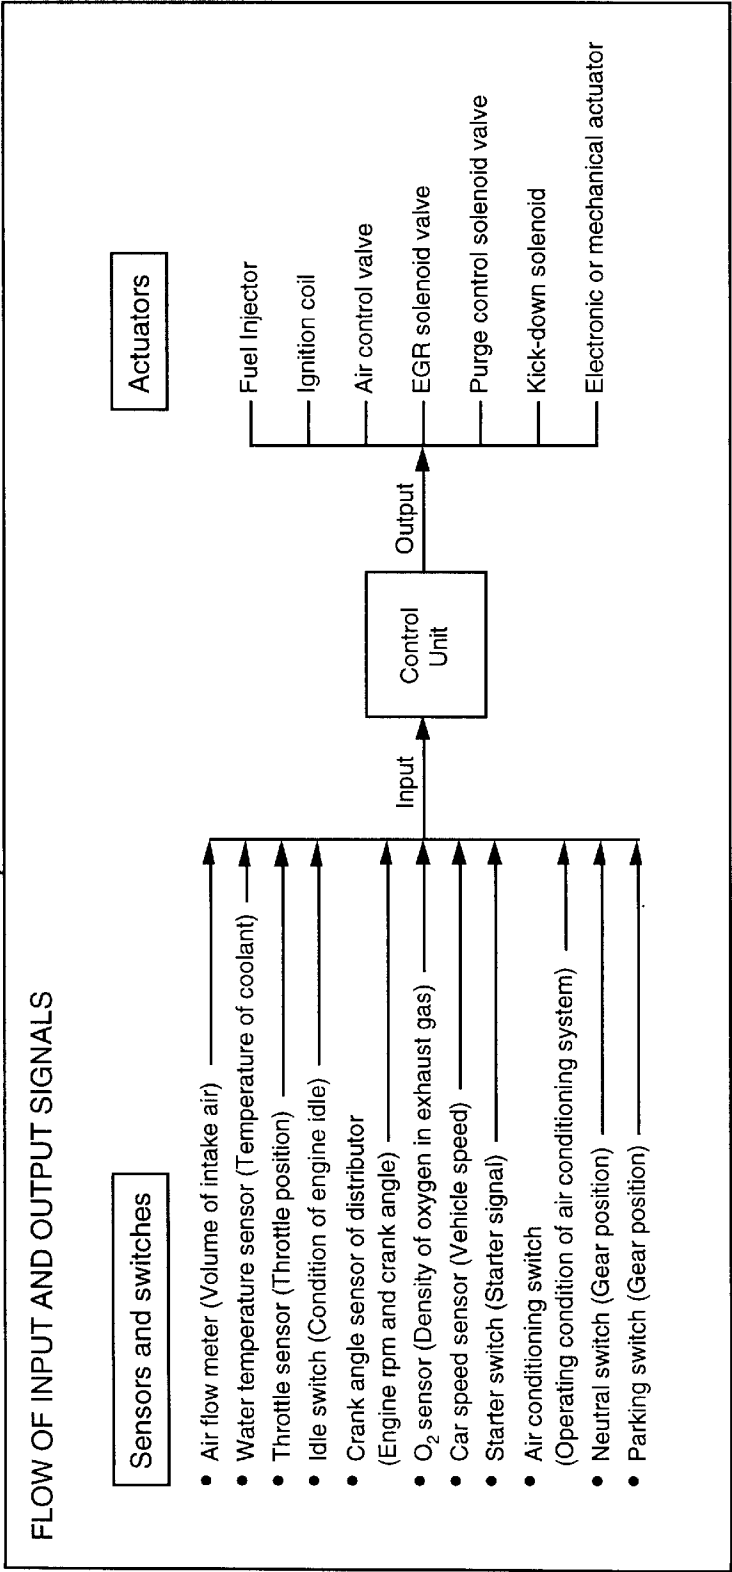 FLOW OF INPUT AND OUTPUT SIGNALS
Sensors and switches
• Air flow meter (Volume of intake air)
• Water temperature sensor (Temperature of coolant)
• Throttle sensor (Throttle position)
• Idle switch (Condition of engine idle)
• Crank angle sensor of distributor
(Engine rpm and crank angle)
• O₂ sensor (Density of oxygen in exhaust gas)
• Car speed sensor (Vehicle speed)
• Starter switch (Starter signal)
• Air conditioning switch
(Operating condition of air conditioning system)
• Neutral switch (Gear position)
• Parking switch (Gear position)
Input
Control
Unit
Output
Actuators
Fuel Injector
Ignition coil
Air control valve
EGR solenoid valve
Purge control solenoid valve
Kick-down solenoid
Electronic or mechanical actuator